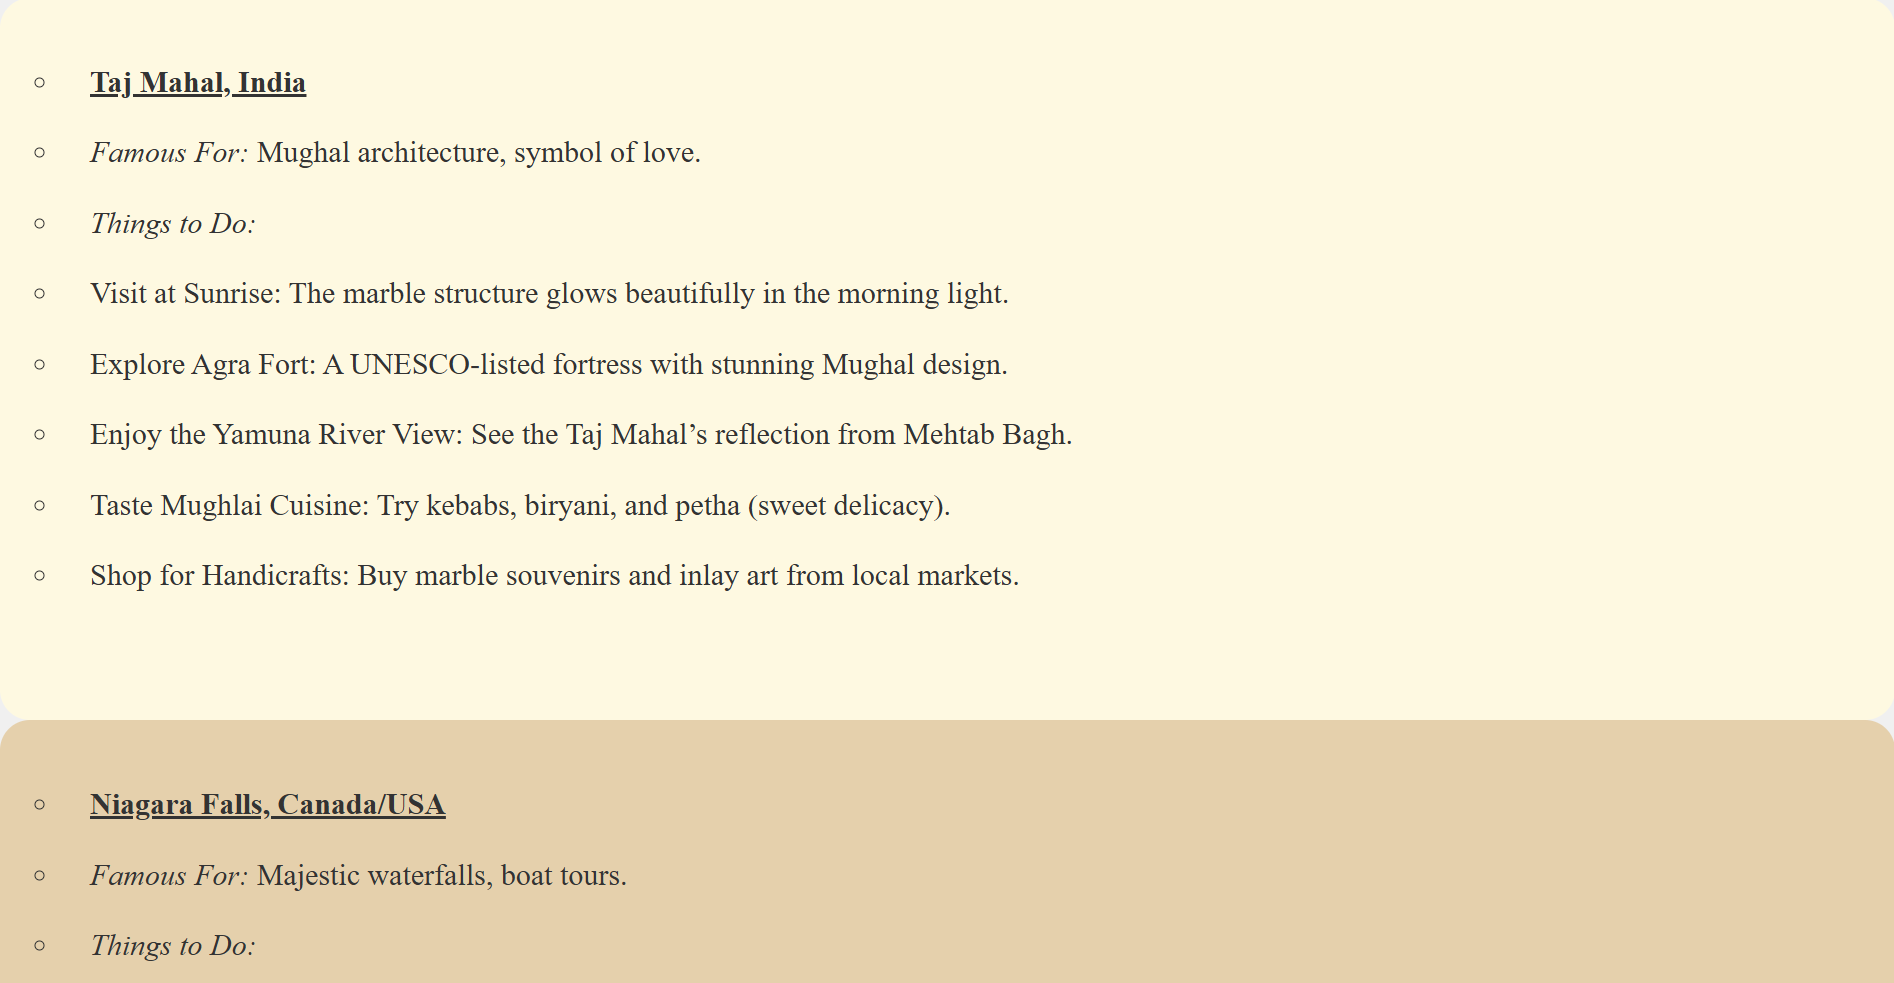 Taj Mahal, India
Famous For: Mughal architecture, symbol of love.
Things to Do:
Visit at Sunrise: The marble structure glows beautifully in the morning light.
Explore Agra Fort: A UNESCO-listed fortress with stunning Mughal design.
Enjoy the Yamuna River View: See the Taj Mahal’s reflection from Mehtab Bagh.
Taste Mughlai Cuisine: Try kebabs, biryani, and petha (sweet delicacy).
Shop for Handicrafts: Buy marble souvenirs and inlay art from local markets.
Niagara Falls, Canada/USA
Famous For: Majestic waterfalls, boat tours.
Things to Do: